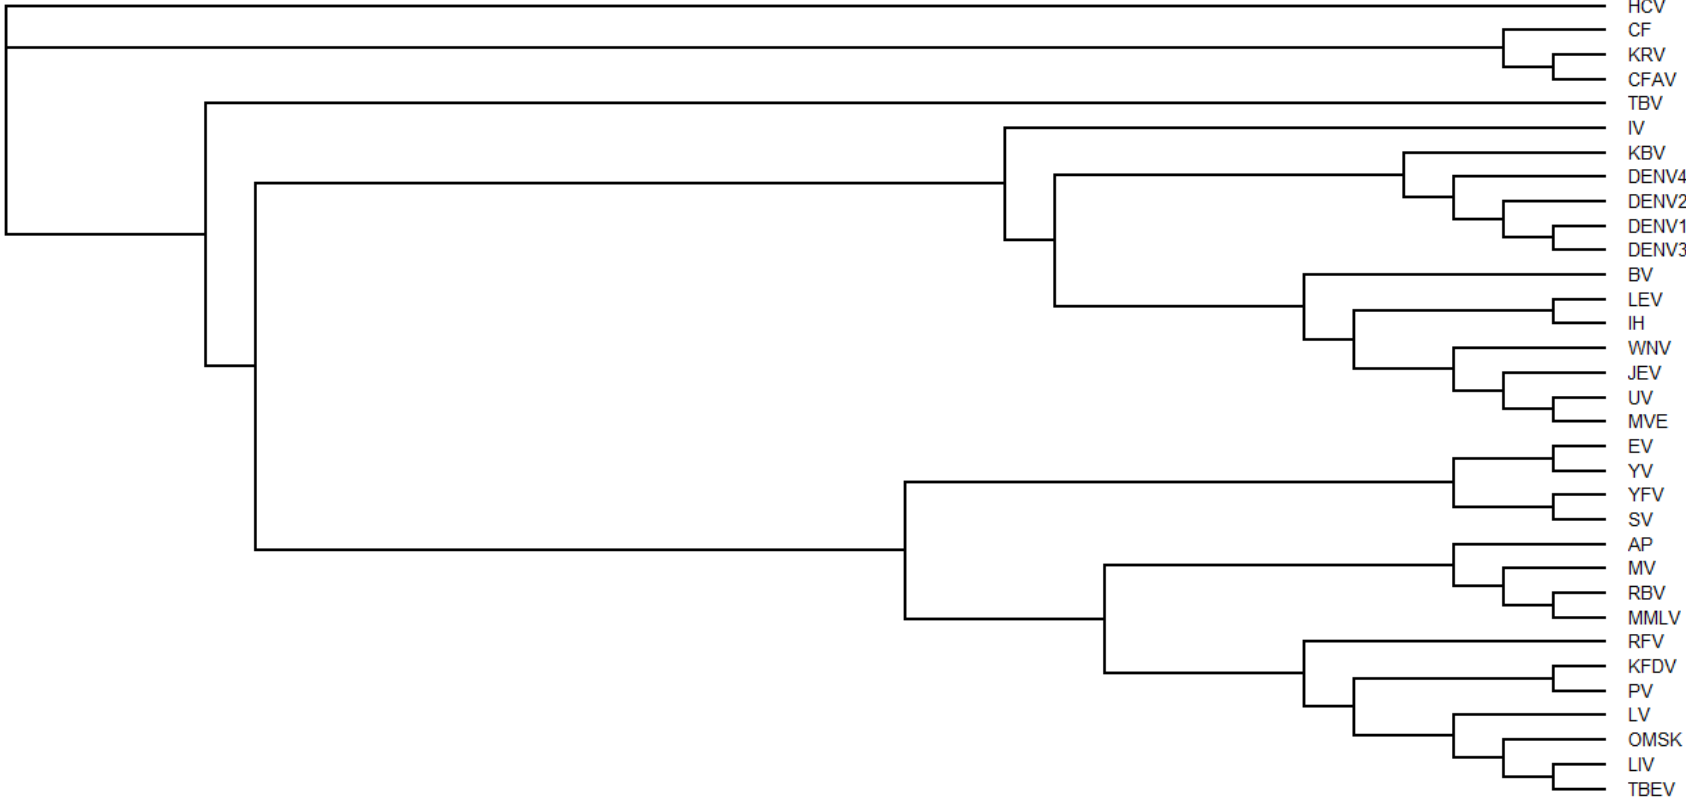 HCV
CF
KRV
CFAV
TBV
IV
KBV
DENV4
DENV2
DENV1
DENV3
BV
LEV
IH
WNV
JEV
UV
MVE
EV
YV
YFV
SV
AP
MV
RBV
MMLV
RFV
KFDV
PV
LV
OMSK
LIV
TBEV